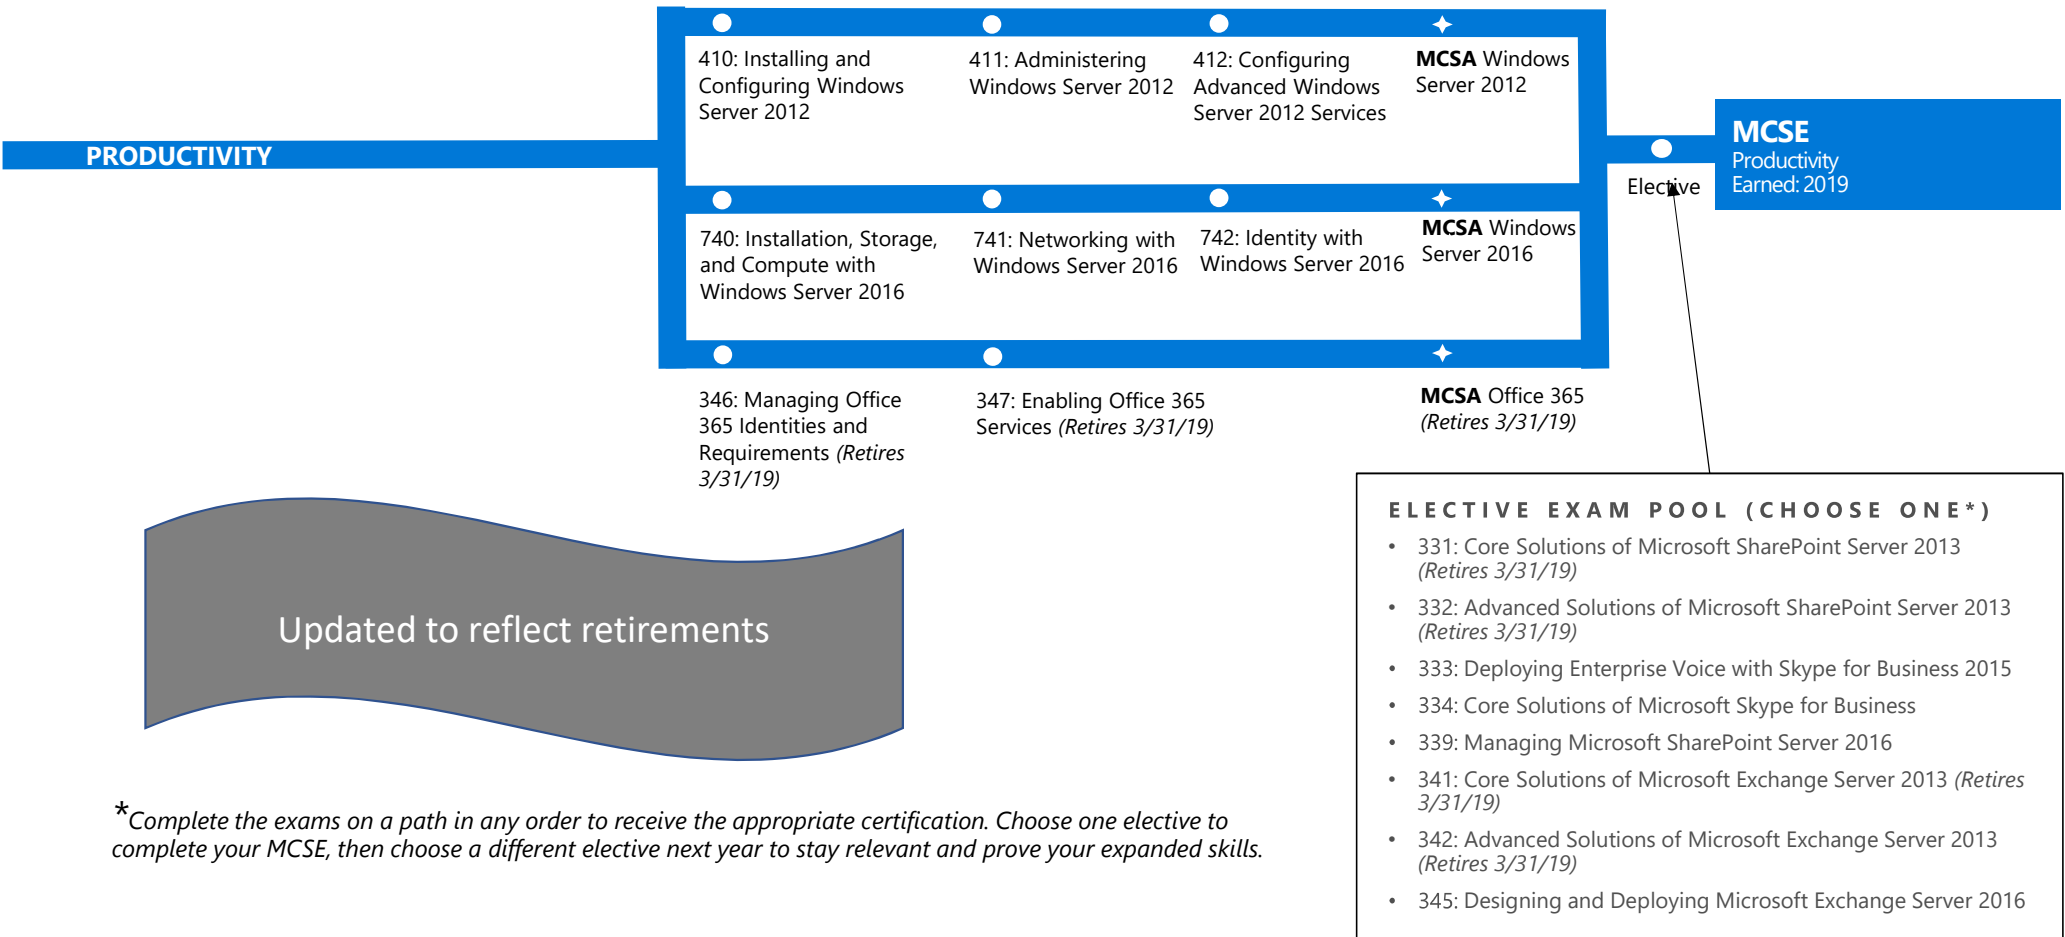 PRODUCTIVITY
410: Installing and
Configuring Windows
Server 2012
411: Administering
Windows Server 2012
412: Configuring
Advanced Windows
Server 2012 Services
MCSA Windows
Server 2012
740: Installation, Storage,
and Compute with
Windows Server 2016
741: Networking with
Windows Server 2016
742: Identity with
Windows Server 2016
MCSA Windows
Server 2016
346: Managing Office
365 Identities and
Requirements (Retires
3/31/19)
347: Enabling Office 365
Services (Retires 3/31/19)
MCSA Office 365
(Retires 3/31/19)
Elective
MCSE
Productivity
Earned: 2019
ELECTIVE EXAM POOL (CHOOSE ONE*)
• 331: Core Solutions of Microsoft SharePoint Server 2013
(Retires 3/31/19)
• 332: Advanced Solutions of Microsoft SharePoint Server 2013
(Retires 3/31/19)
• 333: Deploying Enterprise Voice with Skype for Business 2015
• 334: Core Solutions of Microsoft Skype for Business
• 339: Managing Microsoft SharePoint Server 2016
• 341: Core Solutions of Microsoft Exchange Server 2013 (Retires
3/31/19)
• 342: Advanced Solutions of Microsoft Exchange Server 2013
(Retires 3/31/19)
• 345: Designing and Deploying Microsoft Exchange Server 2016
Updated to reflect retirements
*Complete the exams on a path in any order to receive the appropriate certification. Choose one elective to
complete your MCSE, then choose a different elective next year to stay relevant and prove your expanded skills.